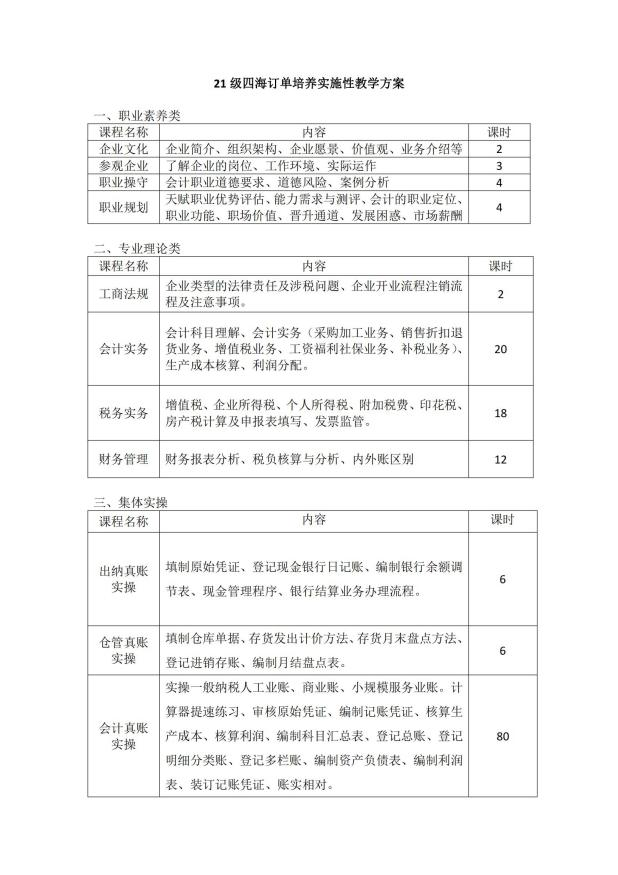 21 级四海订单培养实施性教学方案
一、职业素养类
课程名称 内容 课时
企业文化 企业简介、组织架构、企业愿景、价值观、业务介绍等 2
参观企业 了解企业的岗位、工作环境、实际运作 3
职业操守 会计职业道德要求、道德风险、案例分析 4
职业规划 天赋职业优势评估、能力需求与测评、会计的职业定位、
职业功能、职场价值、晋升通道、发展困惑、市场薪酬 4
二、专业理论类
课程名称 内容 课时
工商法规 企业类型的法律责任及涉税问题、企业开业流程注销流
程及注意事项。 2
会计实务 会计科目理解、会计实务（采购加工业务、销售折扣退
货业务、增值税业务、工资福利社保业务、补税业务）、
生产成本核算、利润分配。 20
税务实务 增值税、企业所得税、个人所得税、附加税费、印花税、
房产税计算及申报表填写、发票监管。 18
财务管理 财务报表分析、税负核算与分析、内外账区别 12
三、集体实操
课程名称 内容 课时
出纳真账
实操 填制原始凭证、登记现金银行日记账、编制银行余额调
节表、现金管理程序、银行结算业务办理流程。 6
仓管真账
实操 填制仓库单据、存货发出计价方法、存货月末盘点方法、
登记进销存账、编制月结盘点表。 6
会计真账
实操 实操一般纳税人工业账、商业账、小规模服务业账。计
算器提速练习、审核原始凭证、编制记账凭证、核算生
产成本、核算利润、编制科目汇总表、登记总账、登记
明细分类账、登记多栏账、编制资产负债表、编制利润
表、装订记账凭证、账实相对。 80